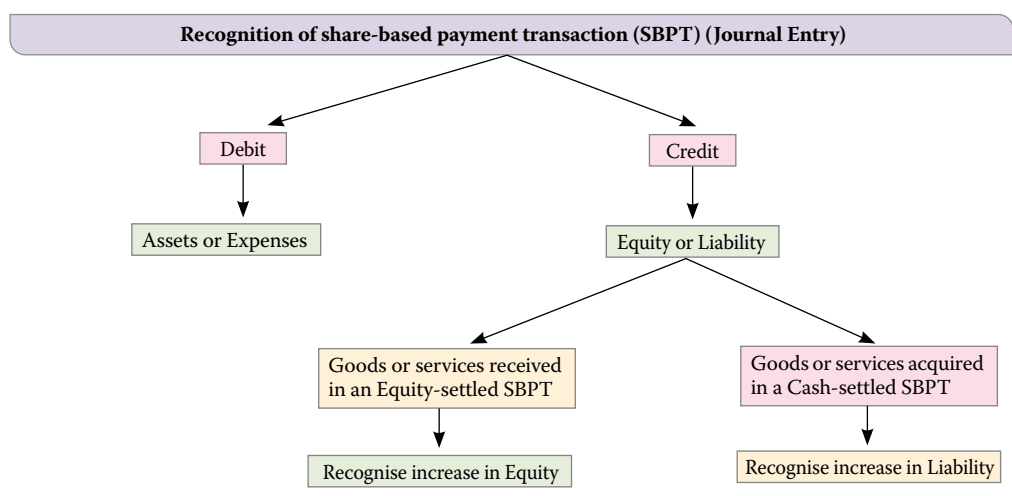 Recognition of share-based payment transaction (SBPT) (Journal Entry)
Debit
Credit
Assets or Expenses
Equity or Liability
Goods or services received
in an Equity-settled SBPT
Goods or services acquired
in a Cash-settled SBPT
Recognise increase in Equity
Recognise increase in Liability